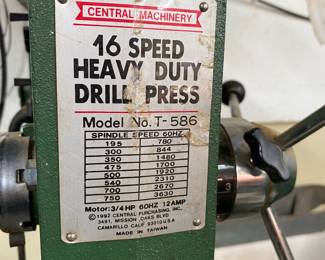 CENTRAL MACHINERY
16 SPEED
HEAVY DUTY
DRILL PRESS
Model No. T-586
SPINDLE SPEED 60HZ
195 780
300 844
350 1480
475 1700
500 1920
540 2310
700 2670
750 3630
Motor: 3/4 HP 60HZ 12AMP
© 1992 CENTRAL PURCHASING, INC.
3491, MISSION OAKS BLVD.
CAMARILLO CALIF 93010 U.S.A
MADE IN TAIWAN
3